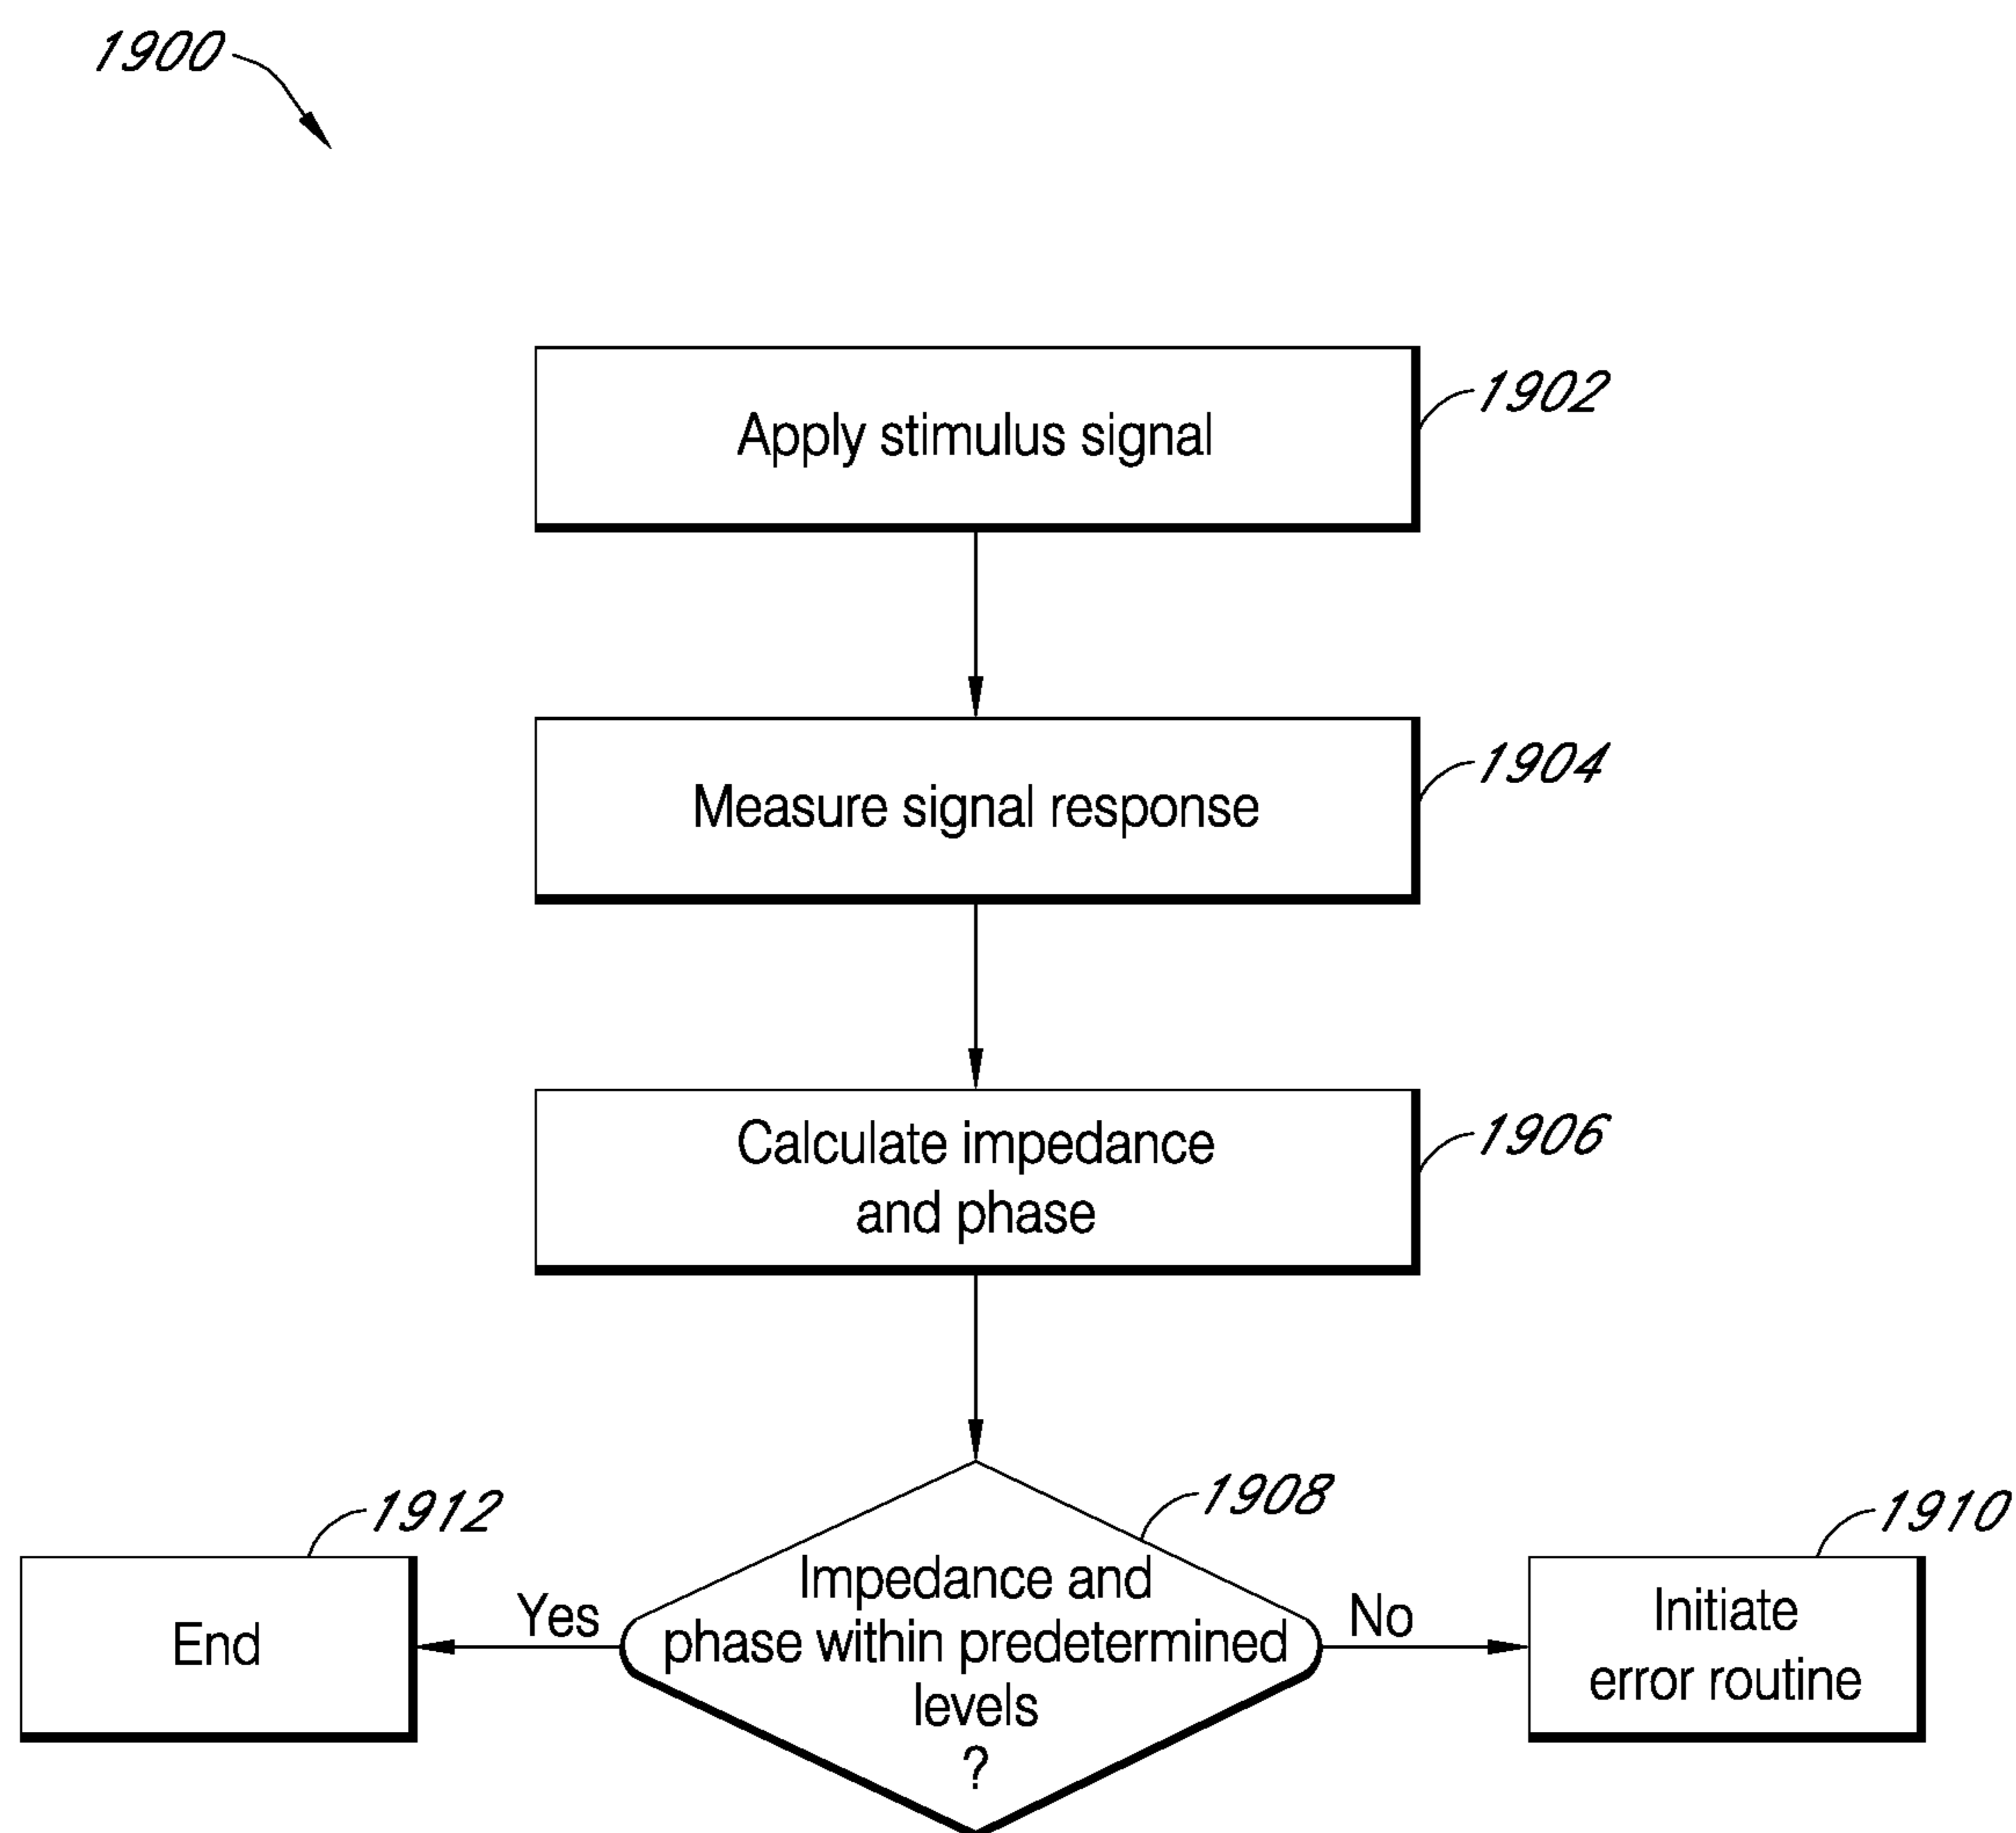 1900
Apply stimulus signal
1902
Measure signal response
1904
Calculate impedance
and phase
1906
1908
Impedance and
phase within predetermined
levels
?
Yes
1912
End
No
1910
Initiate
error routine